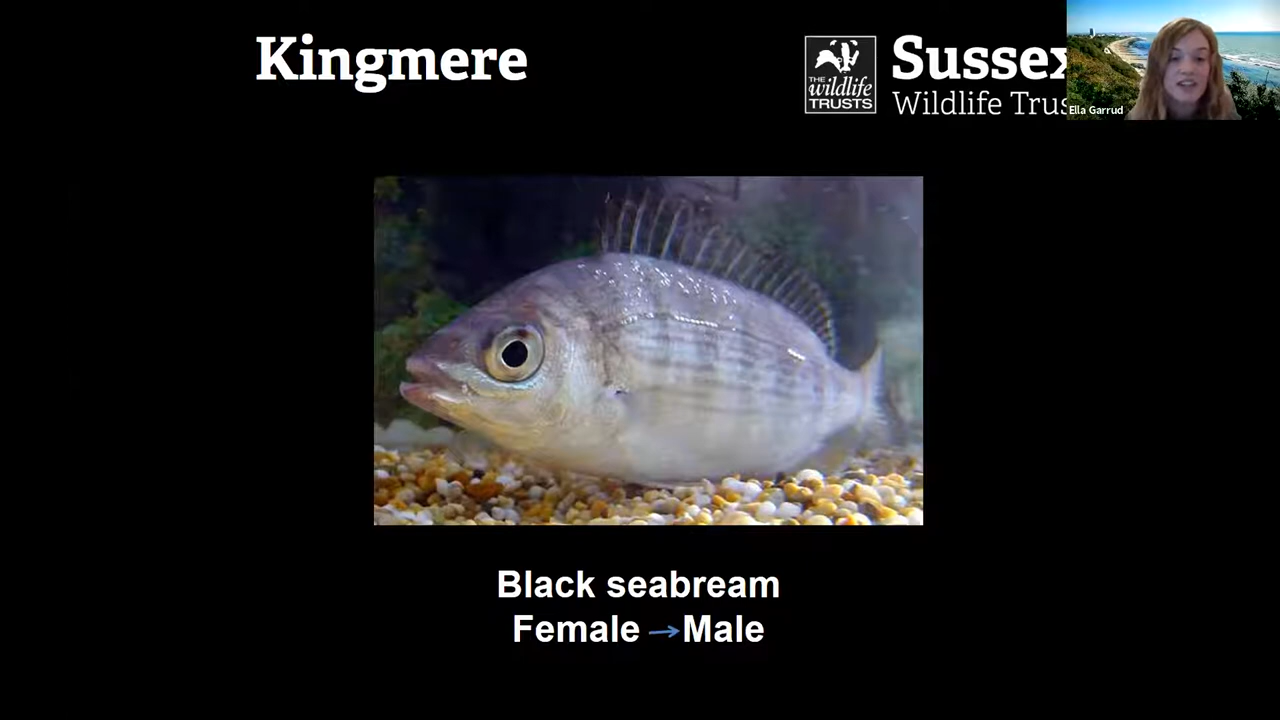 Kingmere
THE
wildlife
TRUSTS
Sussex
Wildlife Trus
Ella Garrud
Black seabream
Female → Male